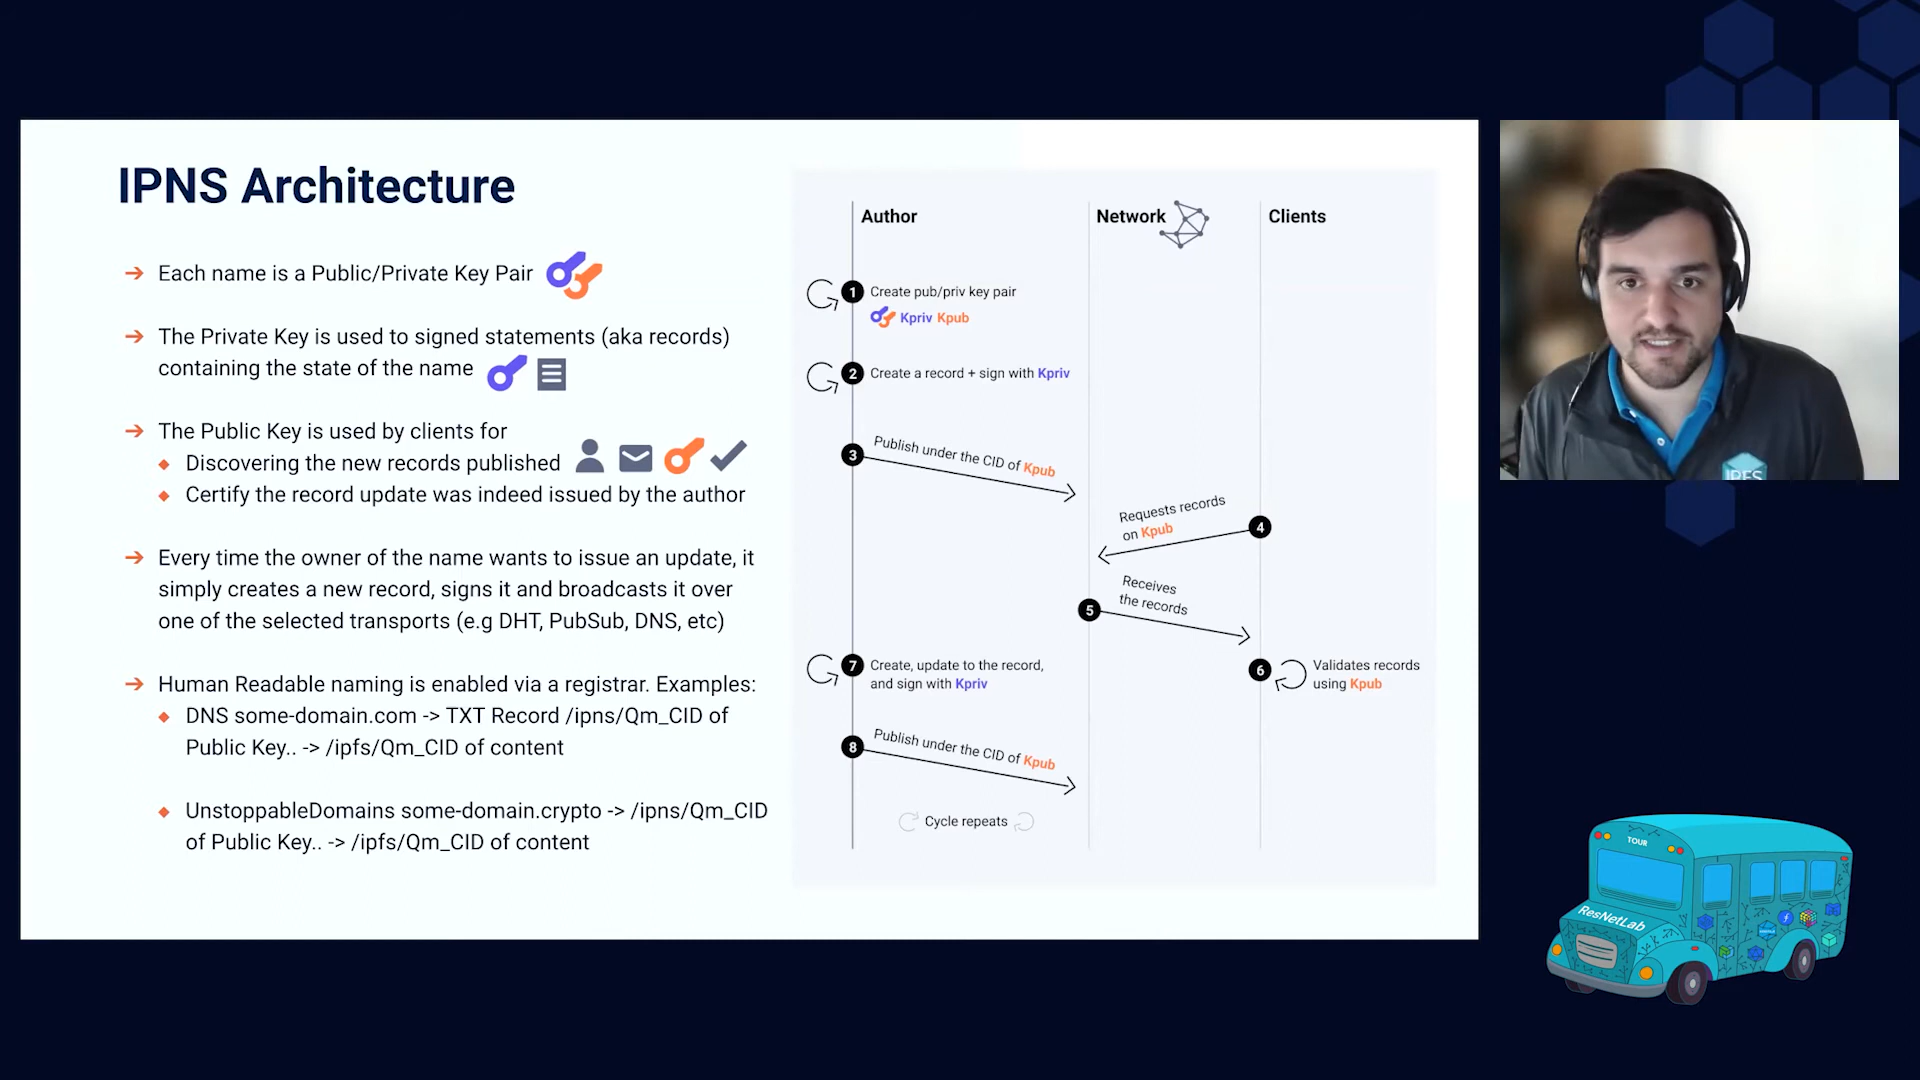 IPNS Architecture
→ Each name is a Public/Private Key Pair
→ The Private Key is used to signed statements (aka records)
containing the state of the name
→ The Public Key is used by clients for
◆ Discovering the new records published
◆ Certify the record update was indeed issued by the author
→ Every time the owner of the name wants to issue an update, it
simply creates a new record, signs it and broadcasts it over
one of the selected transports (e.g DHT, PubSub, DNS, etc)
→ Human Readable naming is enabled via a registrar. Examples:
◆ DNS some-domain.com -> TXT Record /ipns/Qm_CID of
Public Key.. -> /ipfs/Qm_CID of content
◆ UnstoppableDomains some-domain.crypto -> /ipns/Qm_CID
of Public Key.. -> /ipfs/Qm_CID of content
Author
Network
Clients
1 Create pub/priv key pair
Kpriv Kpub
2 Create a record + sign with Kpriv
3 Publish under the CID of Kpub
4 Requests records
on Kpub
5 Receives
the records
6 Validates records
using Kpub
7 Create, update to the record,
and sign with Kpriv
8 Publish under the CID of Kpub
Cycle repeats
IPFS
TOUR
ResNetLab